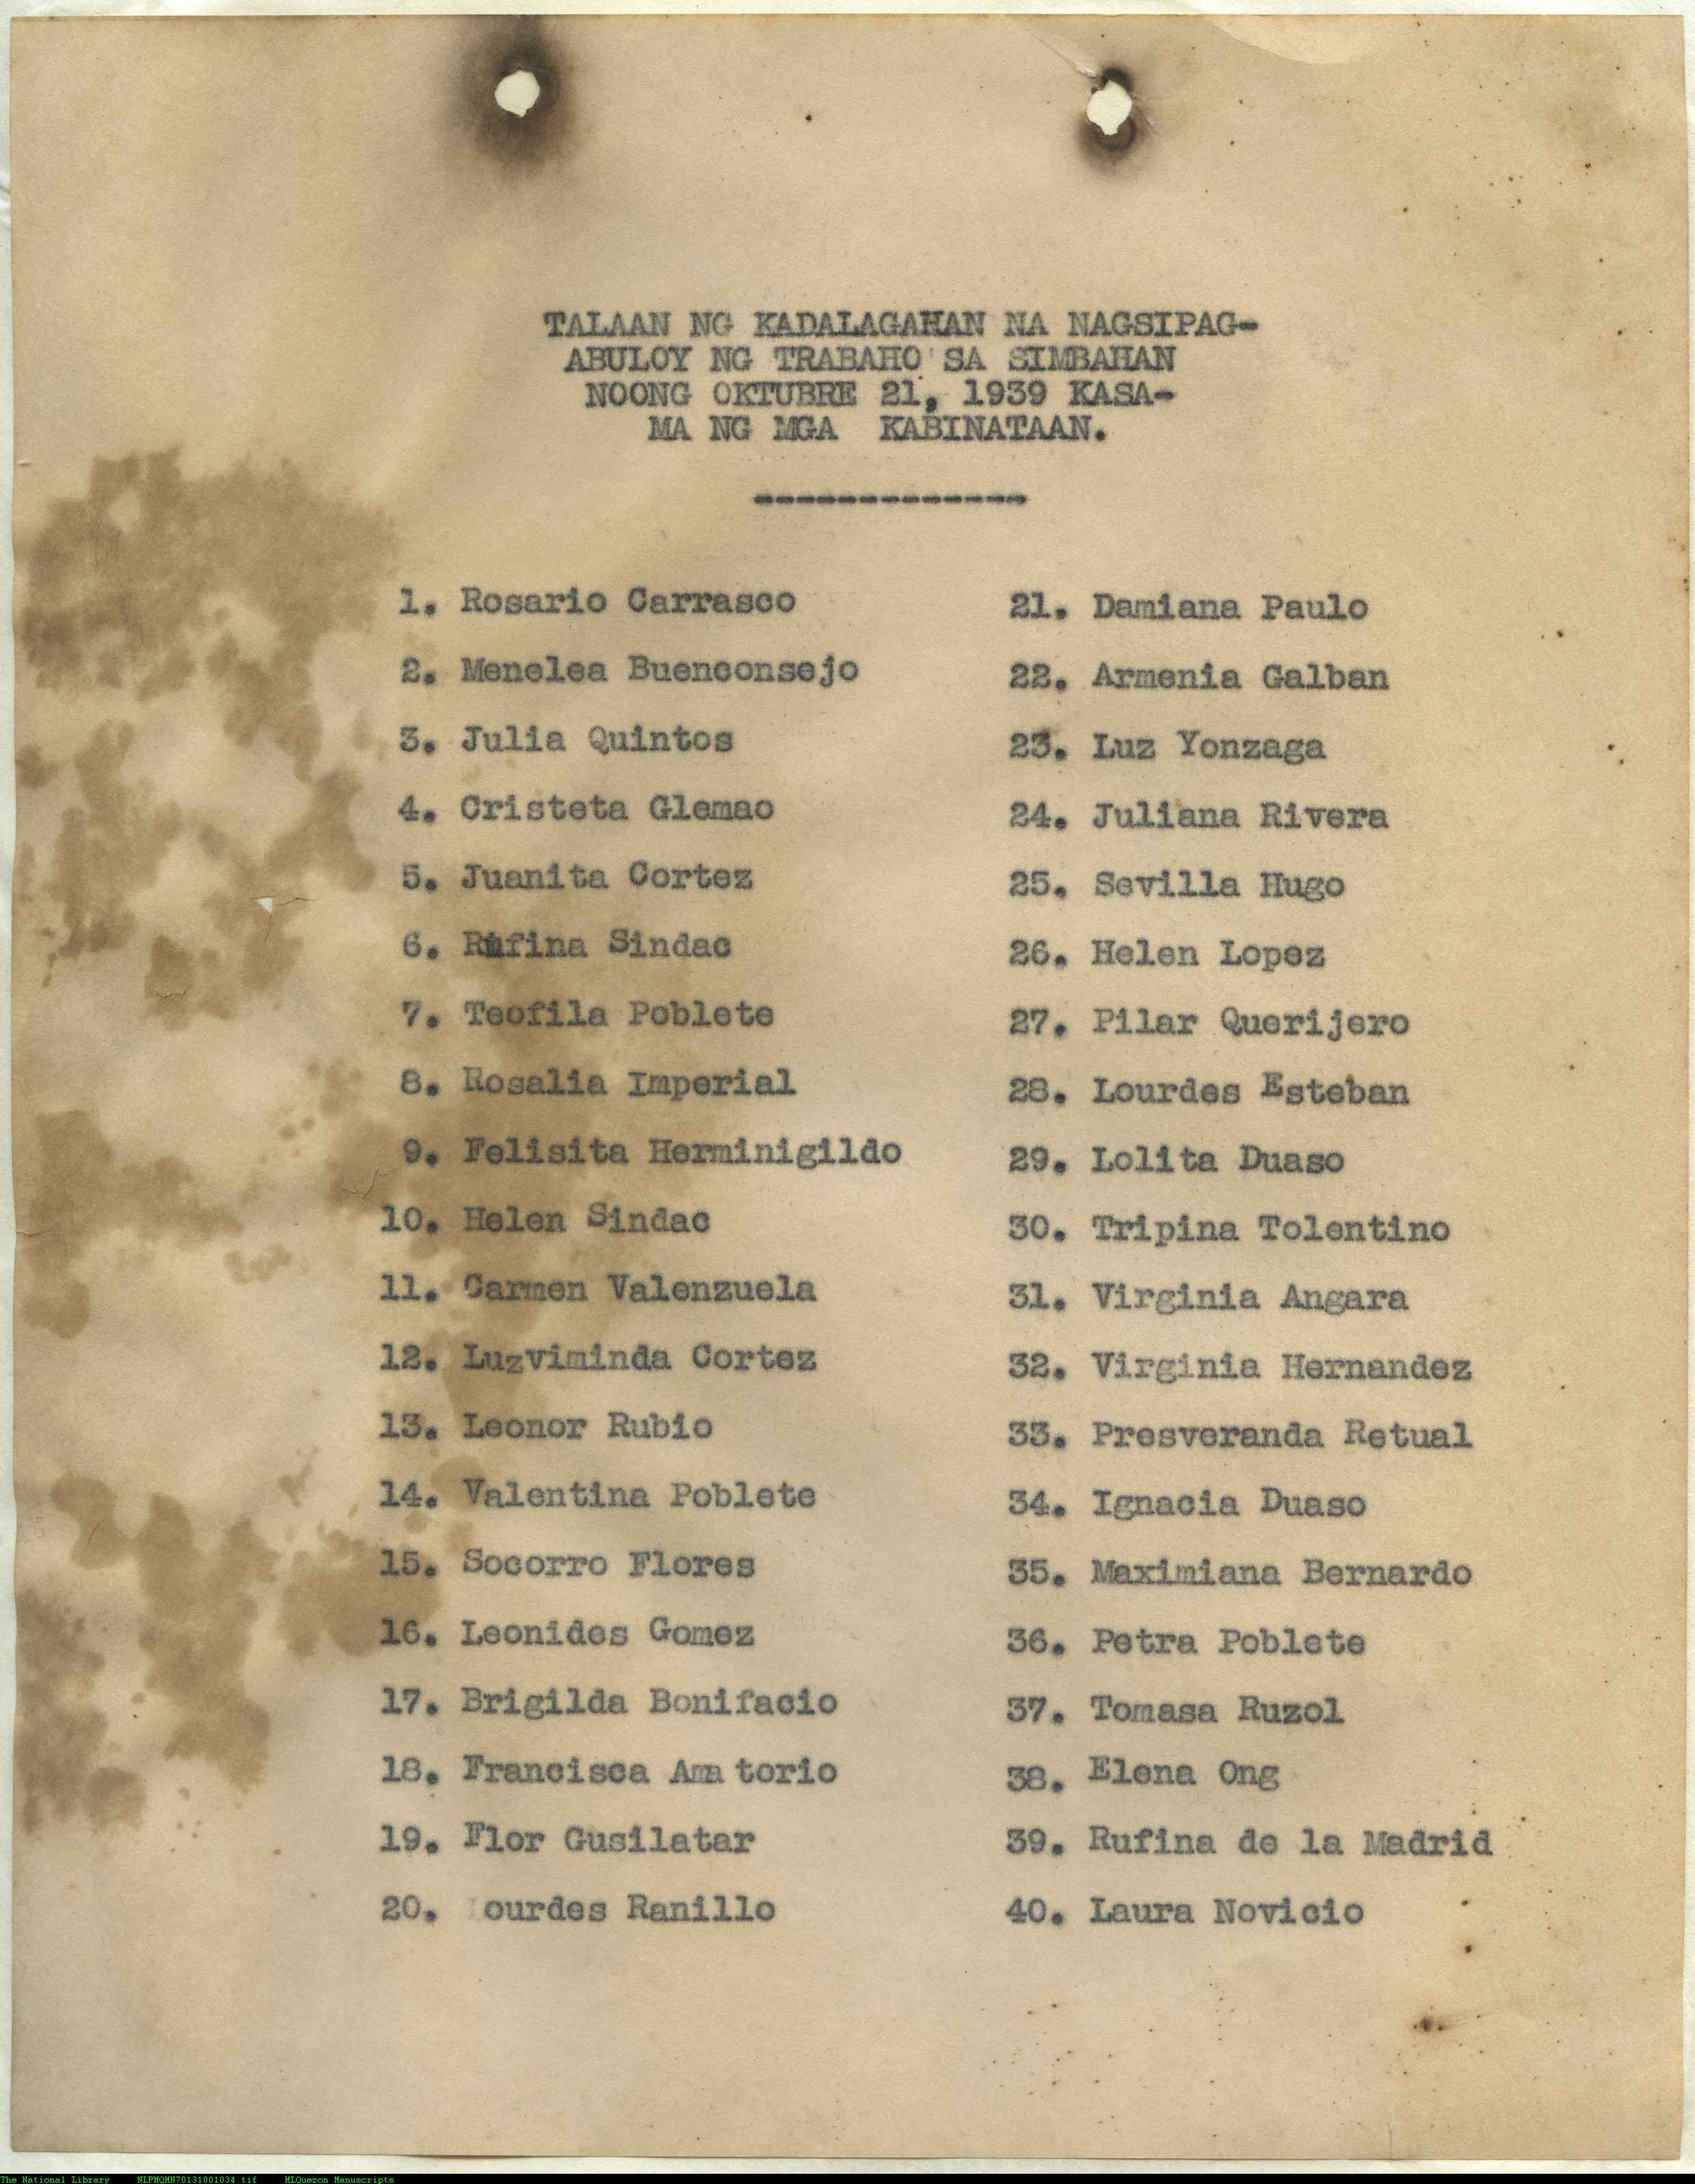 TALAAN NG KADALAGAHAN NA NAGSIPAG-
ABULOY NG TRABAHO SA SIMBAHAN
NOONG OKTUBRE 21, 1939 KASA-
MA NG MGA KABINATAAN.
-------------
1. Rosario Carrasco
2. Menelea Buenconsejo
3. Julia Quintos
4. Cristeta Glemao
5. Juanita Cortez
6. Rufina Sindac
7. Teofila Poblete
8. Rosalia Imperial
9. Felisita Herminigildo
10. Helen Sindac
11. Carmen Valenzuela
12. Luzviminda Cortez
13. Leonor Rubio
14. Valentina Poblete
15. Socorro Flores
16. Leonides Gomez
17. Brigilda Bonifacio
18. Francisca Amatorio
19. Flor Gusilatar
20. Lourdes Ranillo
21. Damiana Paulo
22. Armenia Galban
23. Luz Yonzaga
24. Juliana Rivera
25. Sevilla Hugo
26. Helen Lopez
27. Pilar Querijero
28. Lourdes Esteban
29. Lolita Duaso
30. Tripina Tolentino
31. Virginia Angara
32. Virginia Hernandez
33. Presveranda Retual
34. Ignacia Duaso
35. Maximiana Bernardo
36. Petra Poblete
37. Tomasa Ruzol
38. Elena Ong
39. Rufina de la Madrid
40. Laura Novicio
The National Library NLPMQMN70131001034.tif MLQuezon Manuscripts